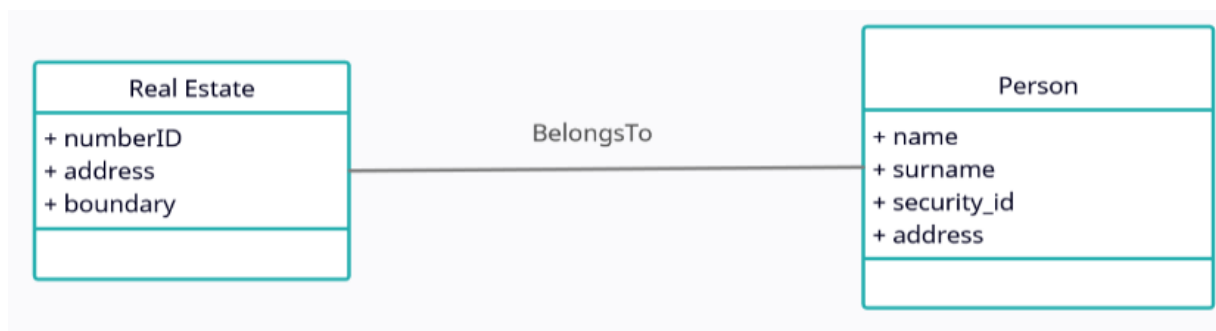 Real Estate
+ numberID
+ address
+ boundary
BelongsTo
Person
+ name
+ surname
+ security_id
+ address